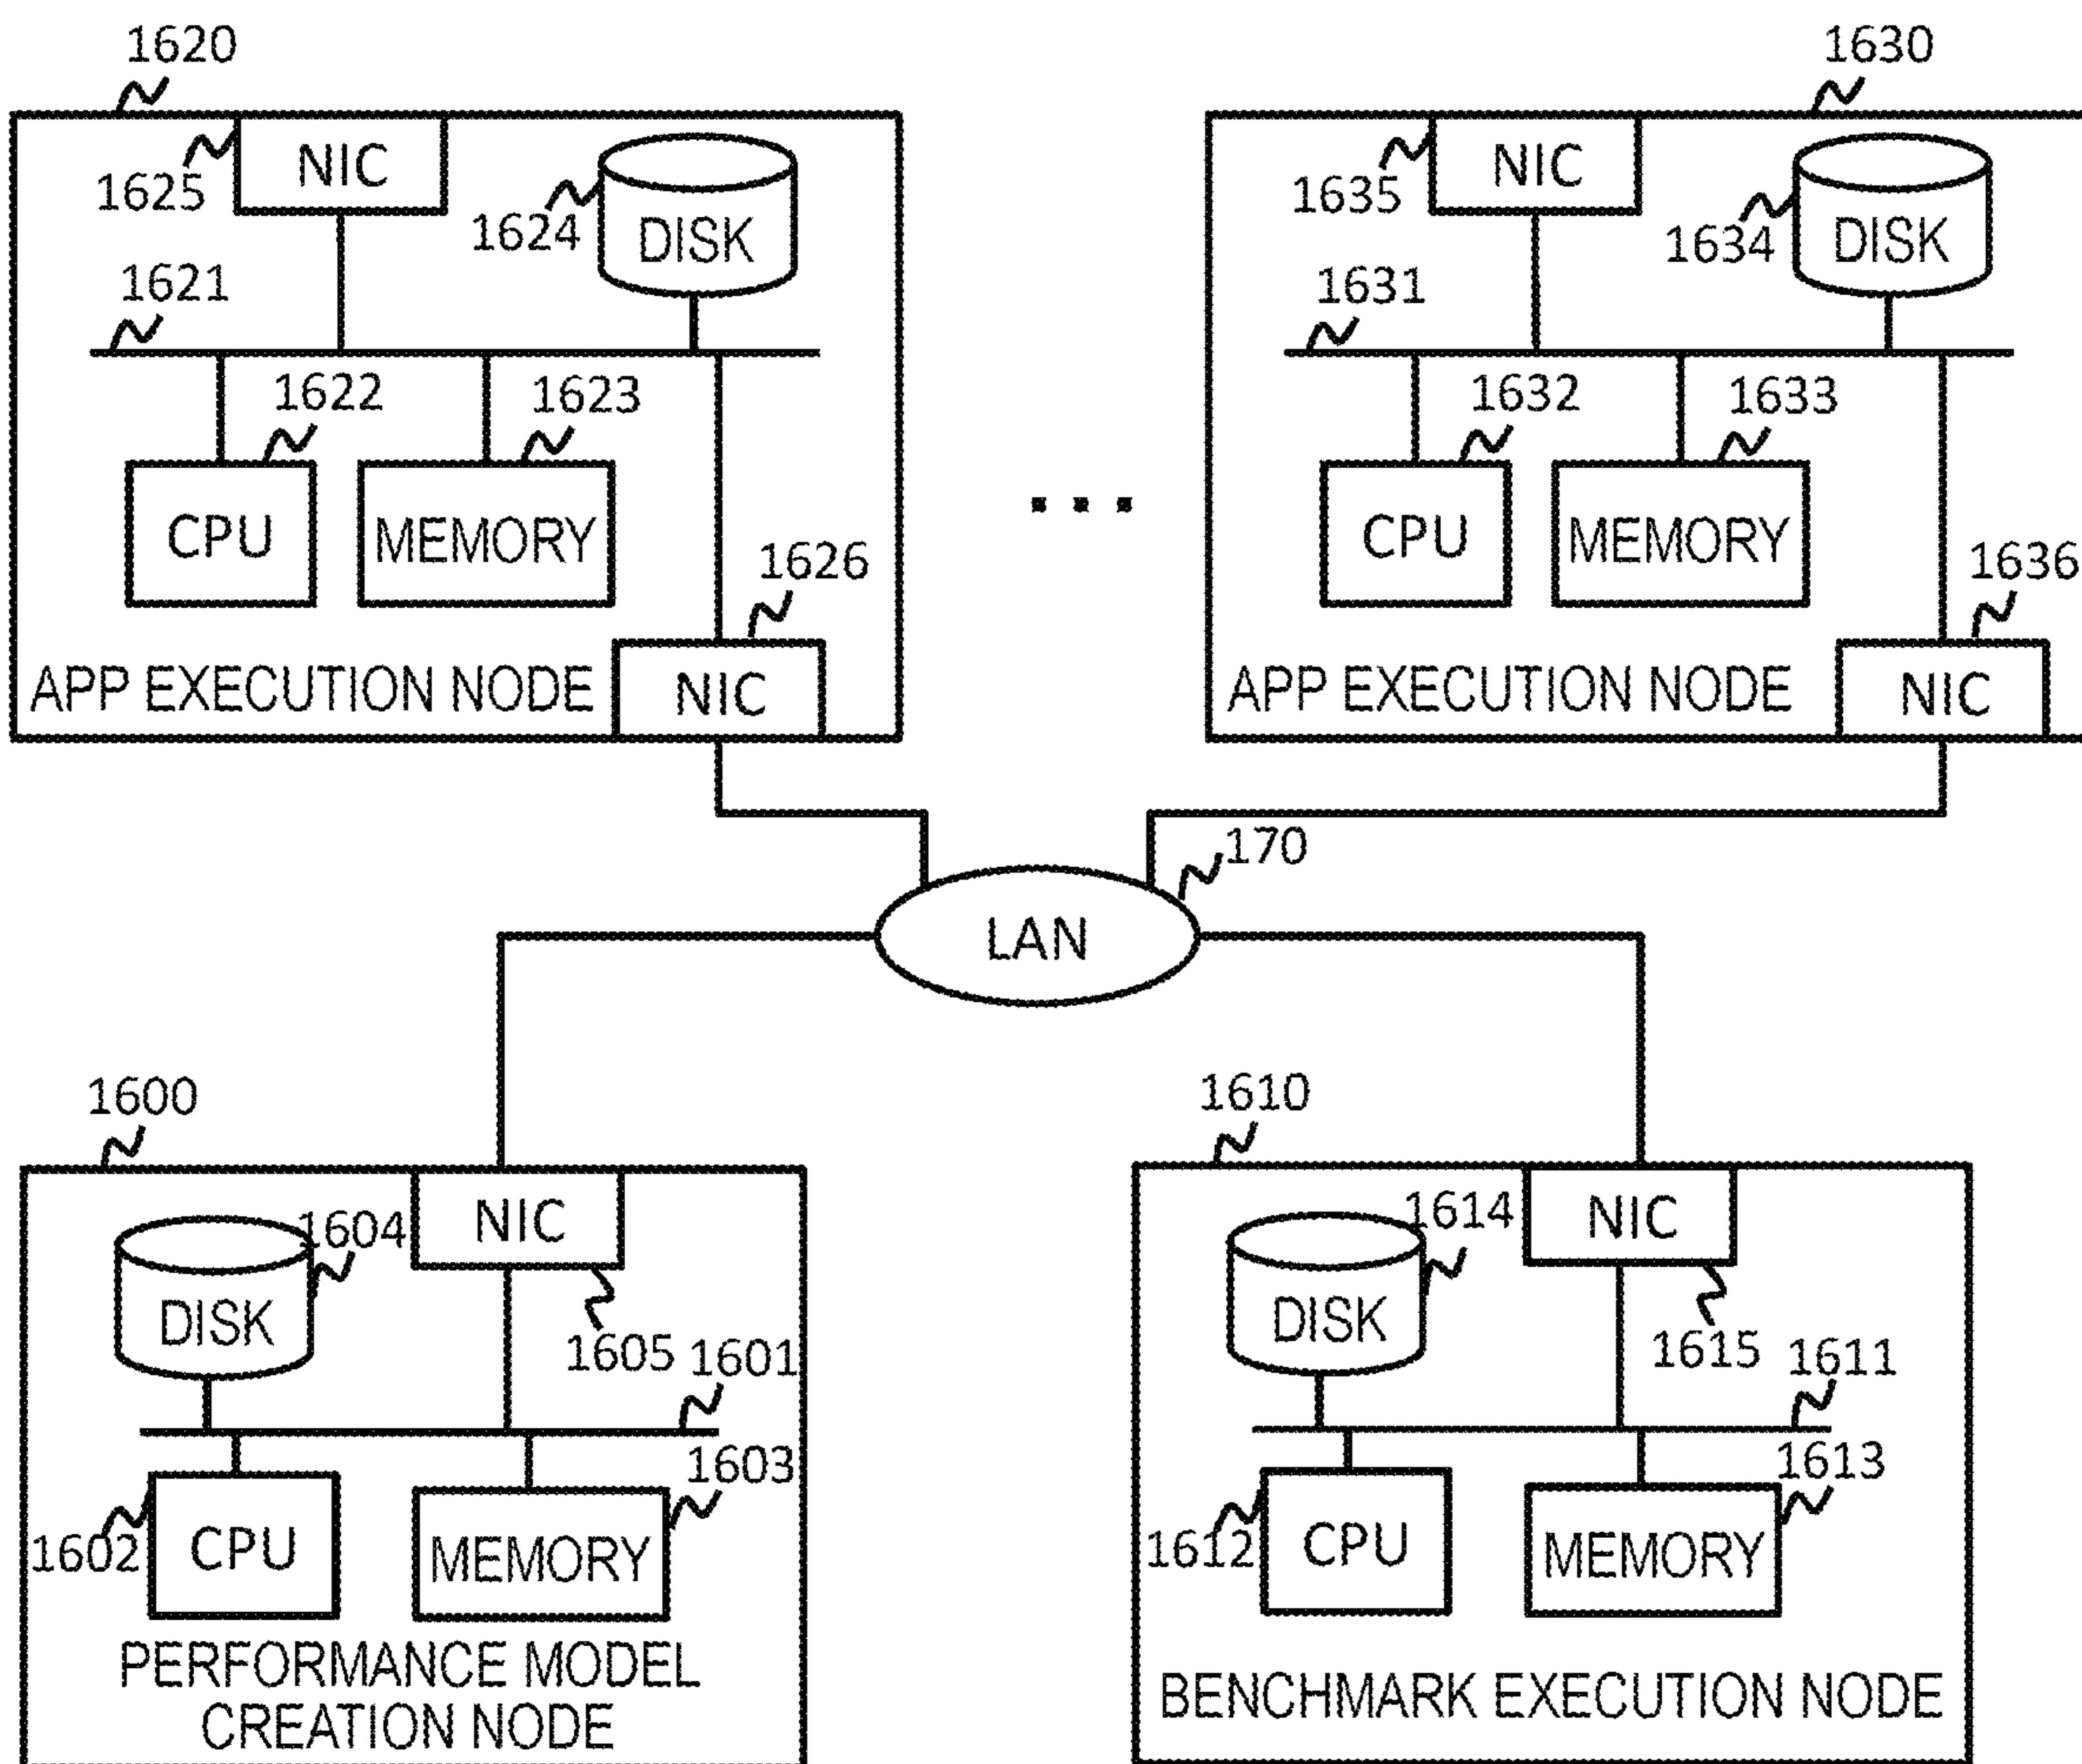 1620
1630
NIC
1625
1624
DISK
1621
1622
1623
CPU
MEMORY
1626
APP EXECUTION NODE
NIC
...
NIC
1635
1634
DISK
1631
1632
1633
CPU
MEMORY
1636
APP EXECUTION NODE
NIC
170
LAN
1600
1604
NIC
DISK
1605
1601
1603
1602
CPU
MEMORY
PERFORMANCE MODEL
CREATION NODE
1610
1614
NIC
DISK
1615
1611
1613
1612
CPU
MEMORY
BENCHMARK EXECUTION NODE